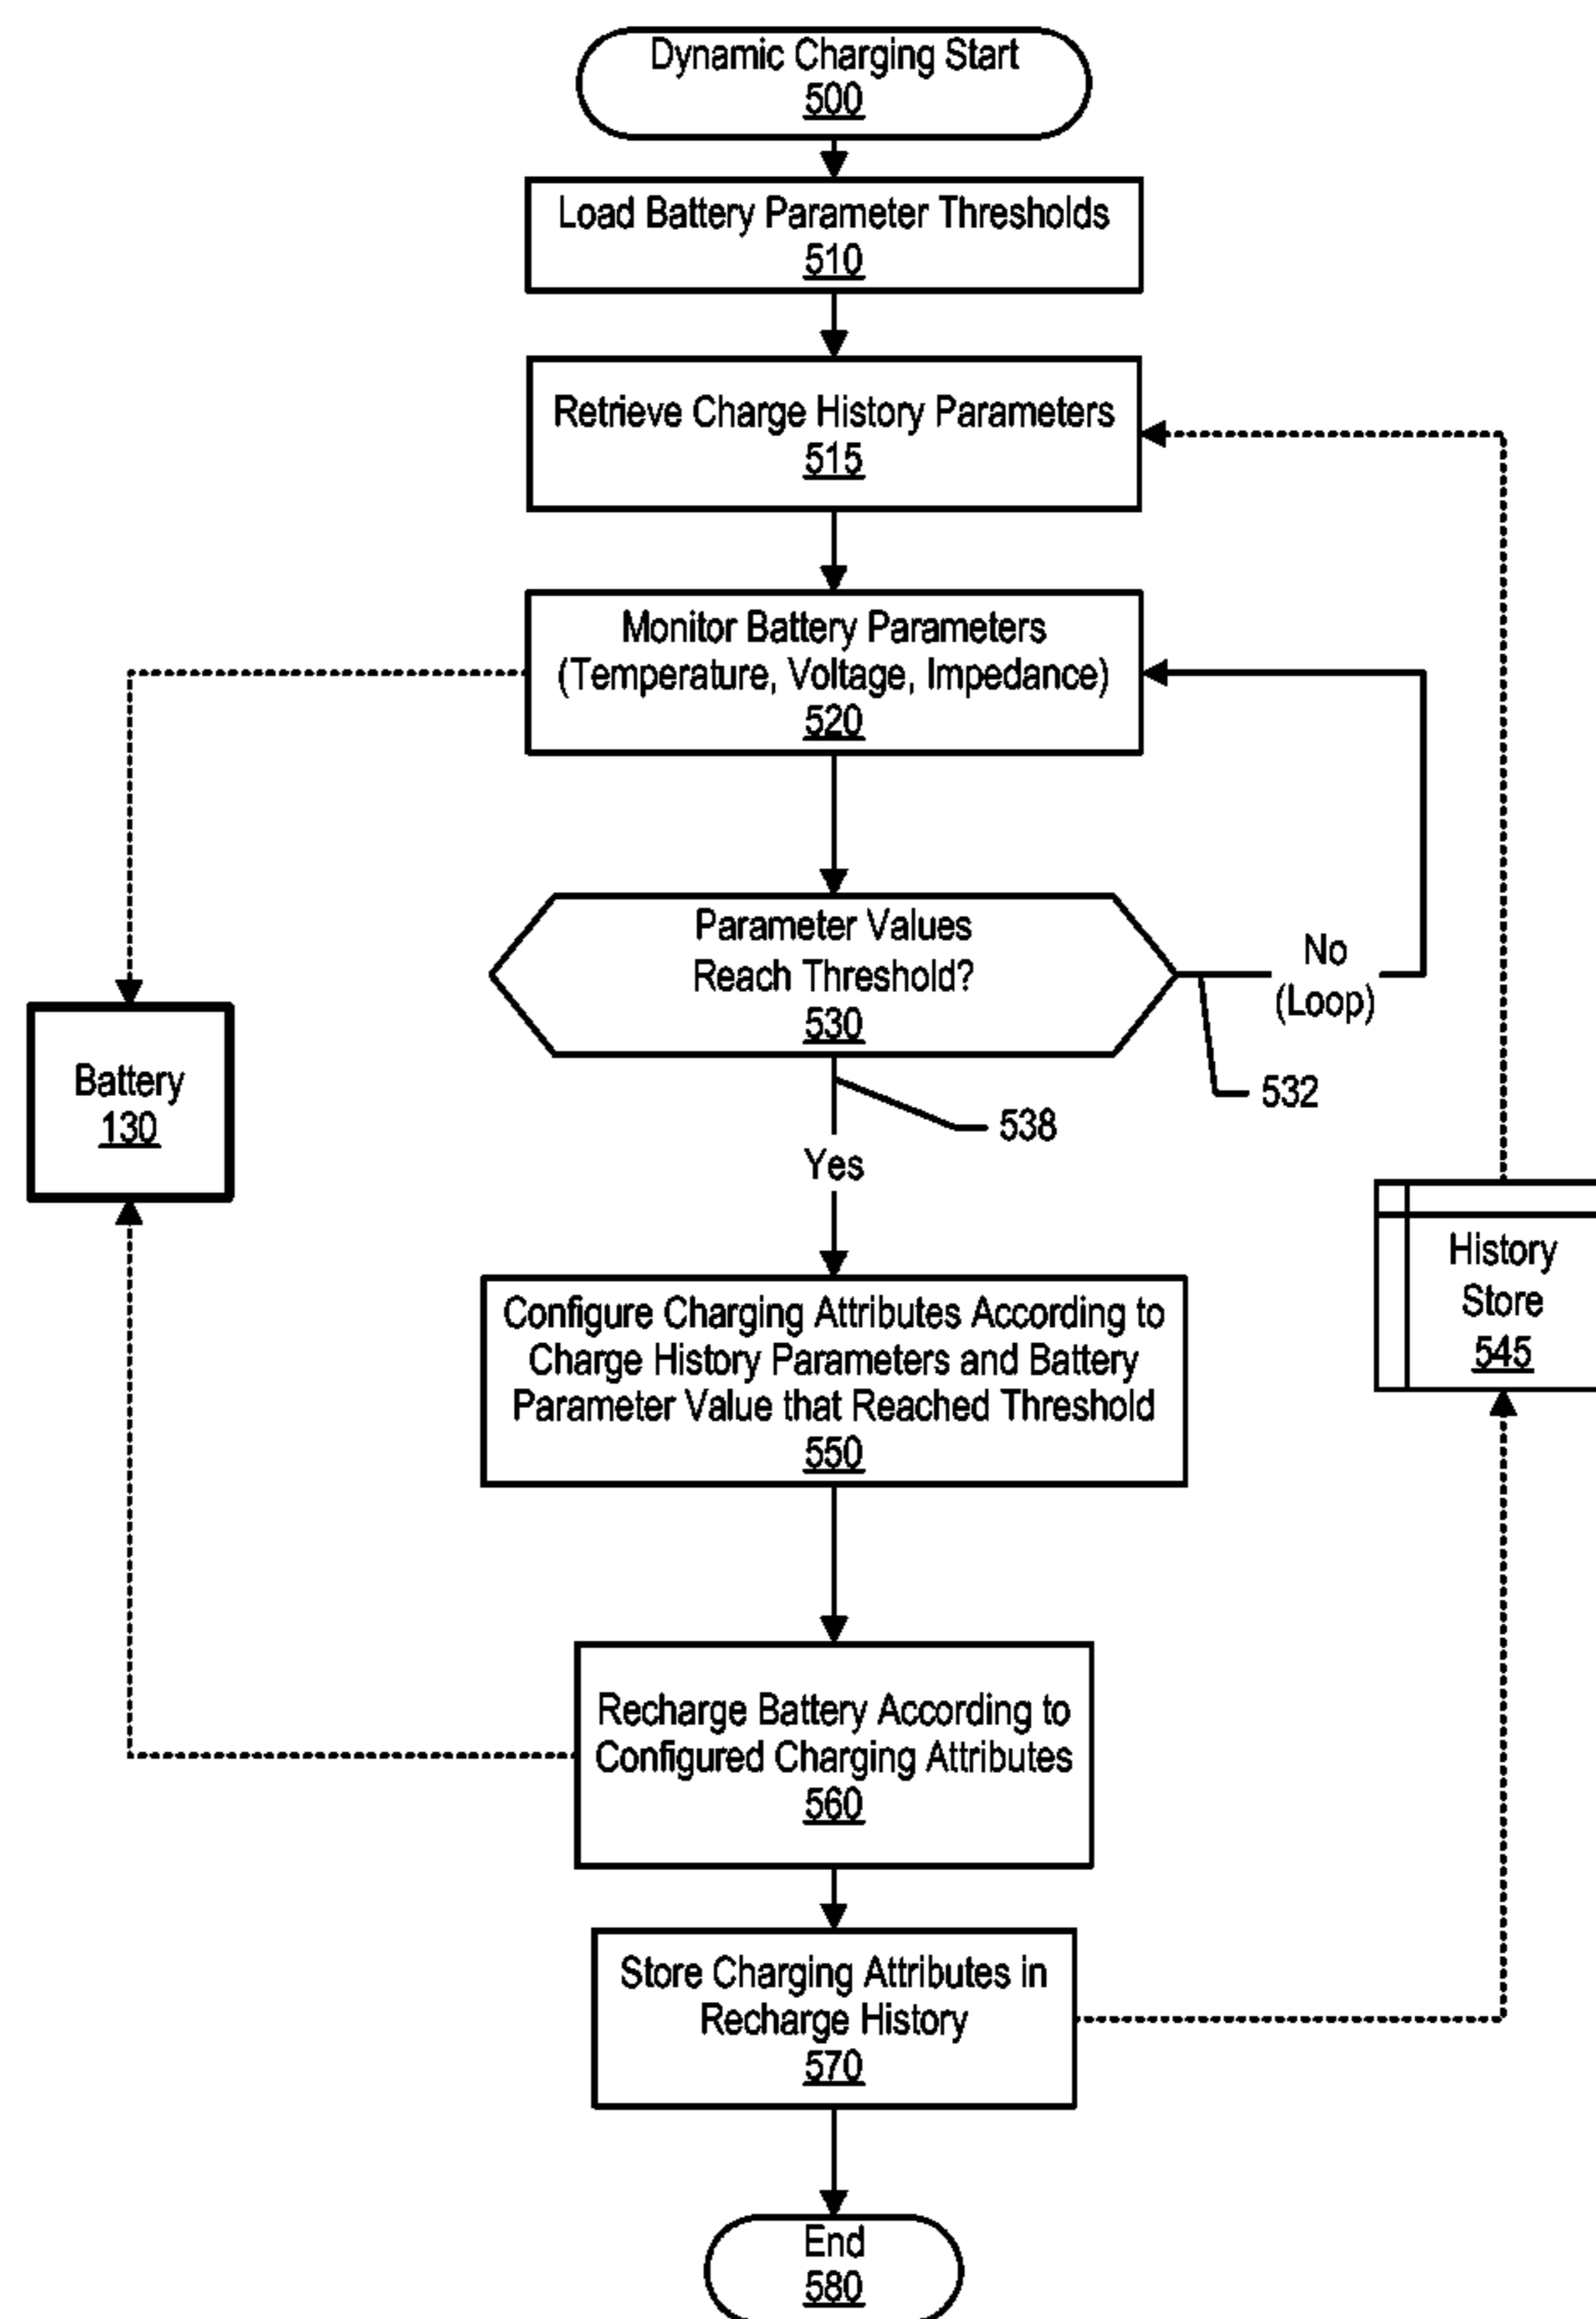 Dynamic Charging Start
500
Load Battery Parameter Thresholds
510
Retrieve Charge History Parameters
515
Monitor Battery Parameters
(Temperature, Voltage, Impedance)
520
Parameter Values
Reach Threshold?
530
No
(Loop)
532
538
Yes
Battery
130
History
Store
545
Configure Charging Attributes According to
Charge History Parameters and Battery
Parameter Value that Reached Threshold
550
Recharge Battery According to
Configured Charging Attributes
560
Store Charging Attributes in
Recharge History
570
End
580